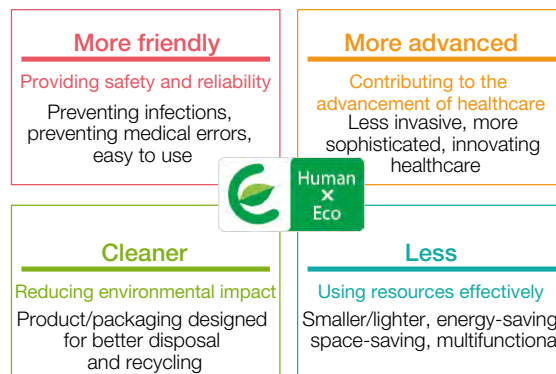 More friendly
Providing safety and reliability
Preventing infections,
preventing medical errors,
easy to use
More advanced
Contributing to the
advancement of healthcare
Less invasive, more
sophisticated, innovating
healthcare
Human
×
Eco
Cleaner
Reducing environmental impact
Product/packaging designed
for better disposal
and recycling
Less
Using resources effectively
Smaller/lighter, energy-saving
space-saving, multifunctiona